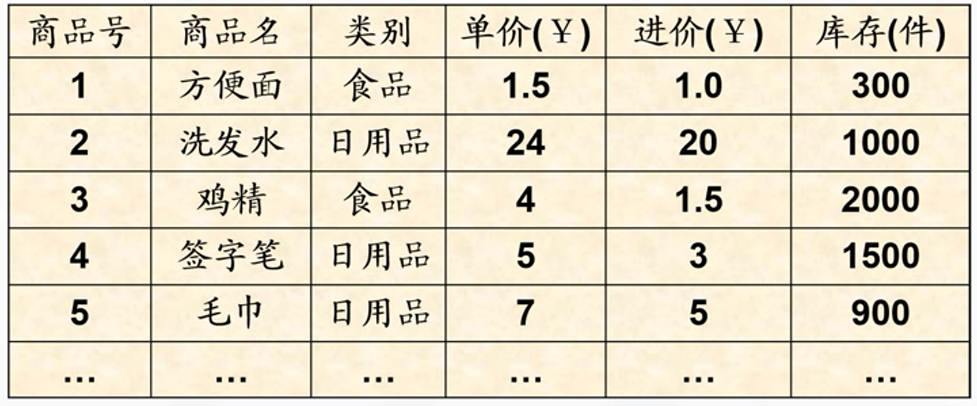 商品号 商品名 类别 单价(￥) 进价(￥) 库存(件)
1 方便面 食品 1.5 1.0 300
2 洗发水 日用品 24 20 1000
3 鸡精 食品 4 1.5 2000
4 签字笔 日用品 5 3 1500
5 毛巾 日用品 7 5 900
... ... ... ... ... ...